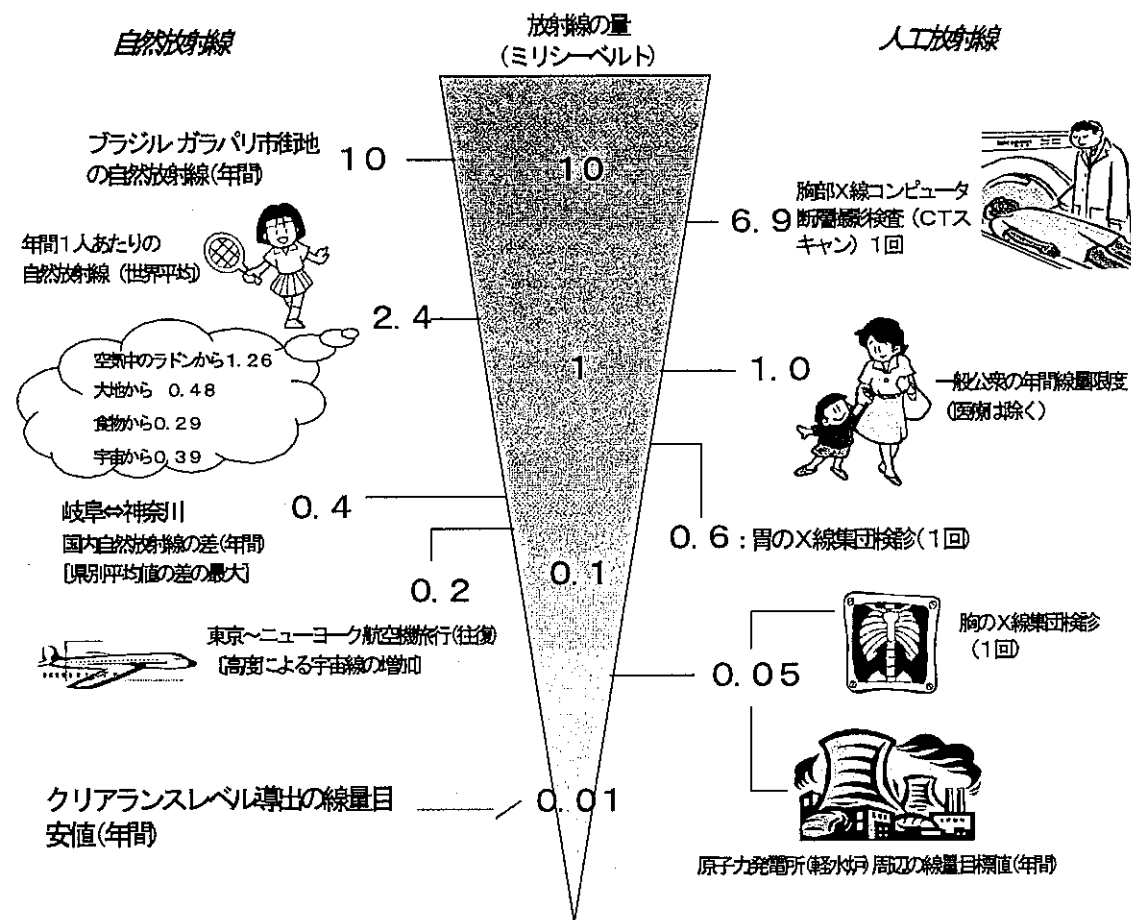 自然放射線
放射線の量
(ミリシーベルト)
人工放射線
ブラジル ガラパリ市街地
の自然放射線(年間)
10
10
6.9
胸部X線コンピュータ
断層撮影検査(CTス
キャン) 1回
年間1人あたりの
自然放射線 (世界平均)
2.4
空気中のラドンから1.26
大地から 0.48
食物から0.29
宇宙から0.39
1
1.0
一般公衆の年間線量限度
(医療は除く)
岐阜⇔神奈川
国内自然放射線の差(年間)
[県別平均値の差の最大]
0.4
0.6:胃のX線集団検診(1回)
0.2
0.1
東京~ニューヨーク航空機旅行(往復)
[高度による宇宙線の増加]
胸のX線集団検診
(1回)
0.05
クリアランスレベル導出の線量目
安値(年間)
0.01
原子力発電所(軽水炉)周辺の線量目標値(年間)